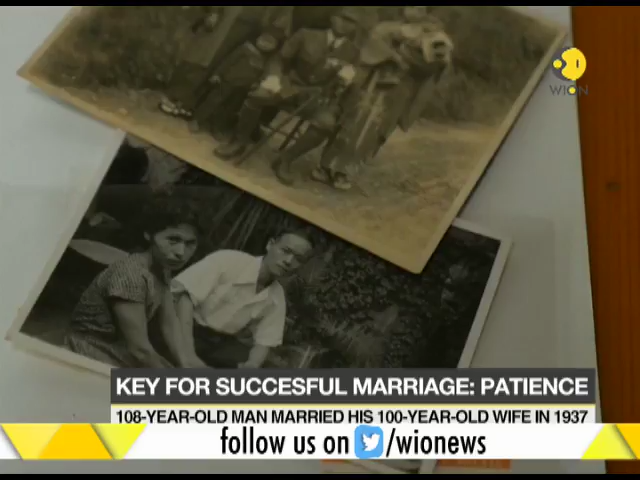 WION
KEY FOR SUCCESFUL MARRIAGE: PATIENCE
108-YEAR-OLD MAN MARRIED HIS 100-YEAR-OLD WIFE IN 1937
follow us on /wionews